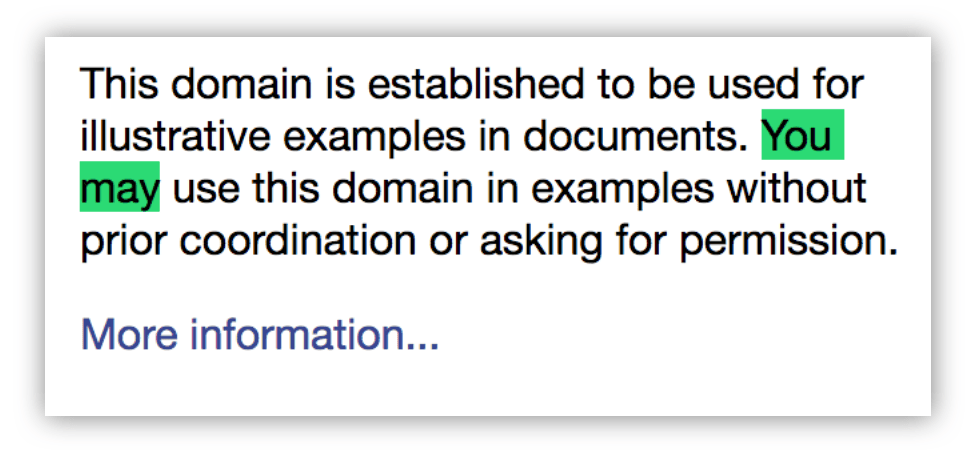 This domain is established to be used for
illustrative examples in documents. You
may use this domain in examples without
prior coordination or asking for permission.
More information...